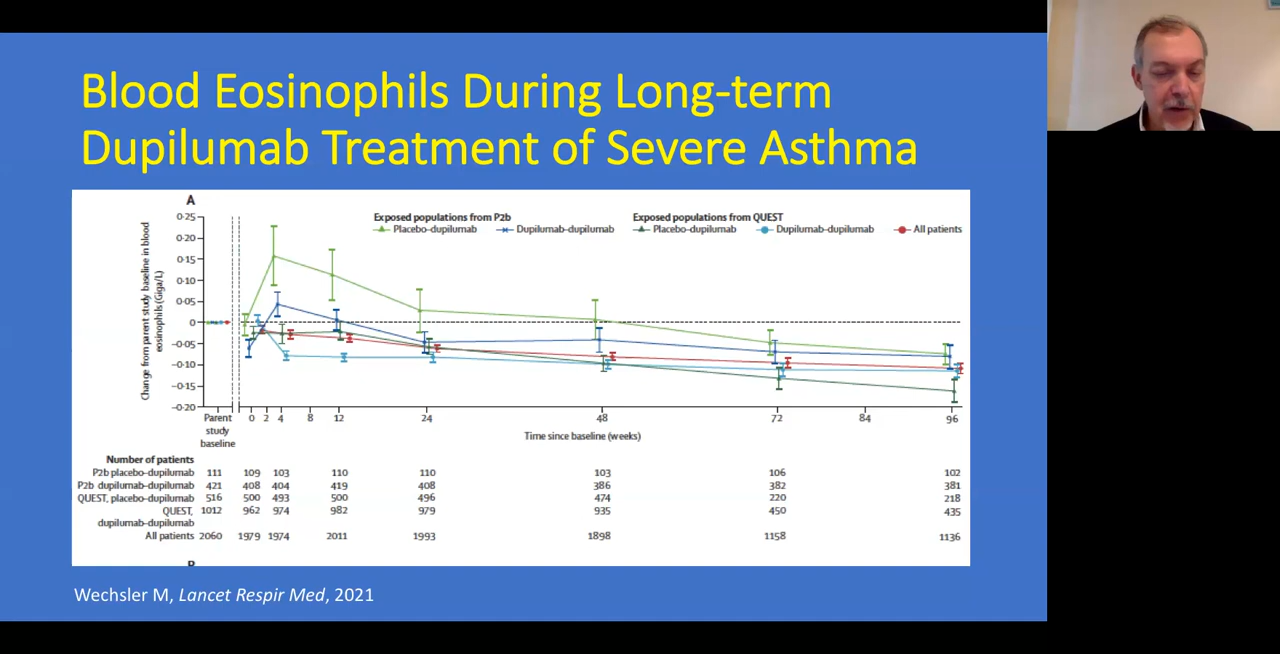 Blood Eosinophils During Long-term
Dupilumab Treatment of Severe Asthma
A
Exposed populations from P2b
Exposed populations from QUEST
Placebo-dupilumab
Dupilumab-dupilumab
Placebo-dupilumab
Dupilumab-dupilumab
All patients
Change from parent study baseline in blood
eosinophils (Giga/L)
0·25
0·20
0·15
0·10
0·05
0
−0·05
−0·10
−0·15
−0·20
Parent
study
baseline
0 2 4 8 12 24 48 72 84 96
Time since baseline (weeks)
Number of patients
P2b placebo-dupilumab 111 109 103 110 110 103 106 102
P2b dupilumab-dupilumab 421 408 404 419 408 386 382 381
QUEST, placebo-dupilumab 516 500 493 500 496 474 220 218
QUEST, 1012 962 974 982 979 935 450 435
dupilumab-dupilumab
All patients 2060 1979 1974 2011 1993 1898 1158 1136
Wechsler M, Lancet Respir Med, 2021